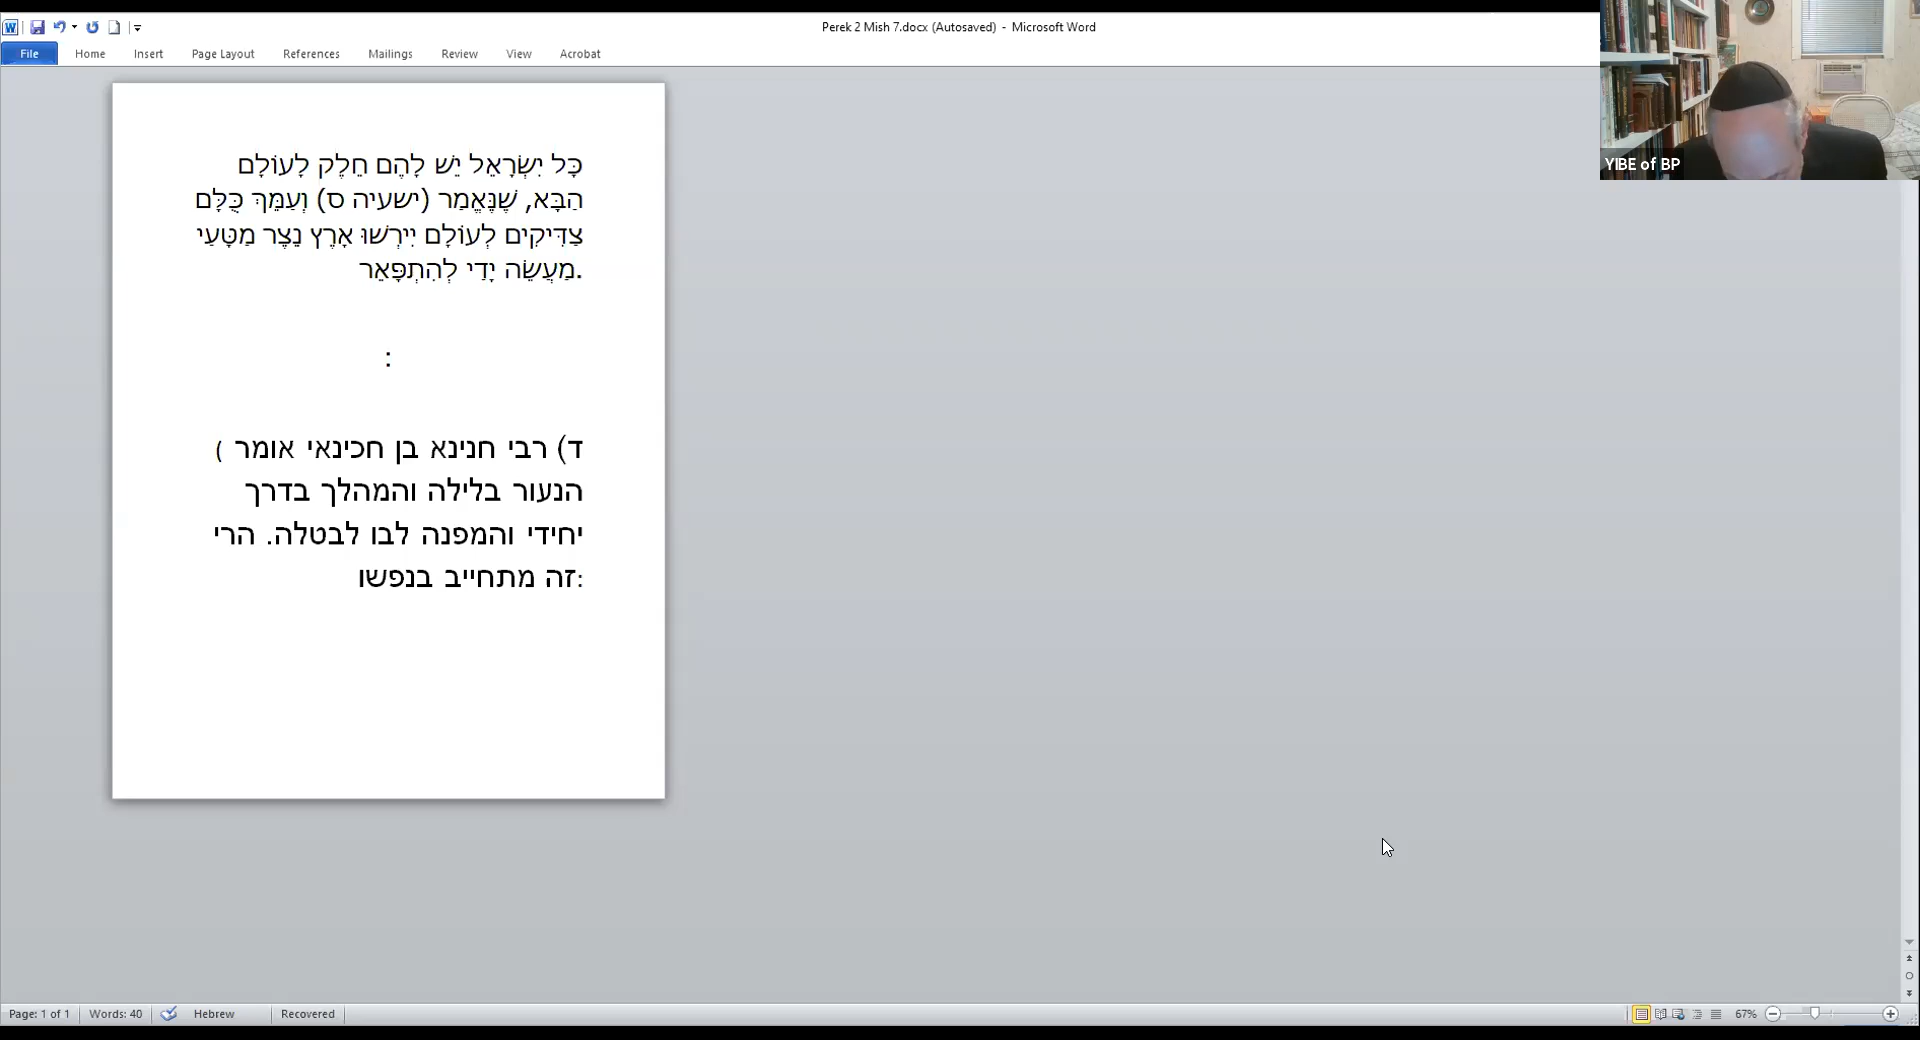 Perek 2 Mish 7.docx (Autosaved) - Microsoft Word
File Home Insert Page Layout References Mailings Review View Acrobat
YIBE of BP
כָּל יִשְׂרָאֵל יֵשׁ לָהֶם חֵלֶק לָעוֹלָם
הַבָּא, שֶׁנֶּאֱמַר (ישעיה ס) וְעַמֵּךְ כֻּלָּם
צַדִּיקִים לְעוֹלָם יִירְשׁוּ אָרֶץ נֵצֶר מַטָּעַי
מַעֲשֵׂה יָדַי לְהִתְפָּאֵר.
:
ד) רבי חנינא בן חכינאי אומר (
הנעור בלילה והמהלך בדרך
יחידי והמפנה לבו לבטלה. הרי
זה מתחייב בנפשו:
Page: 1 of 1 Words: 40 Hebrew Recovered 67%